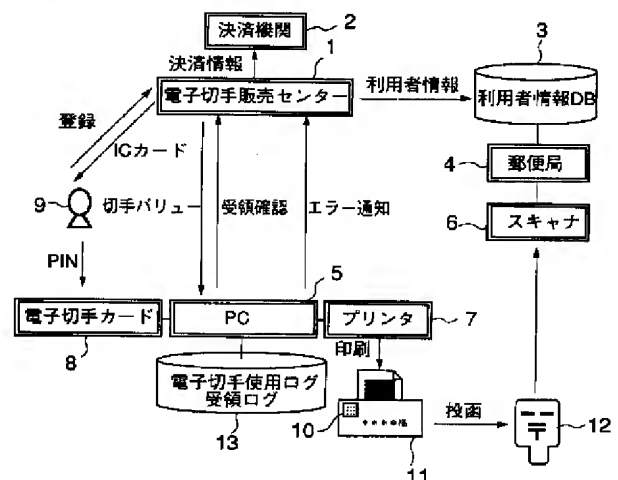 決済機関
2
決済情報
1
3
電子切手販売センター
利用者情報
利用者情報DB
登録
ICカード
4
郵便局
9
切手バリュー
受領確認
エラー通知
6
スキャナ
PIN
5
電子切手カード
PC
プリンタ
7
8
印刷
電子切手使用ログ
受領ログ
13
10
投函
12
11